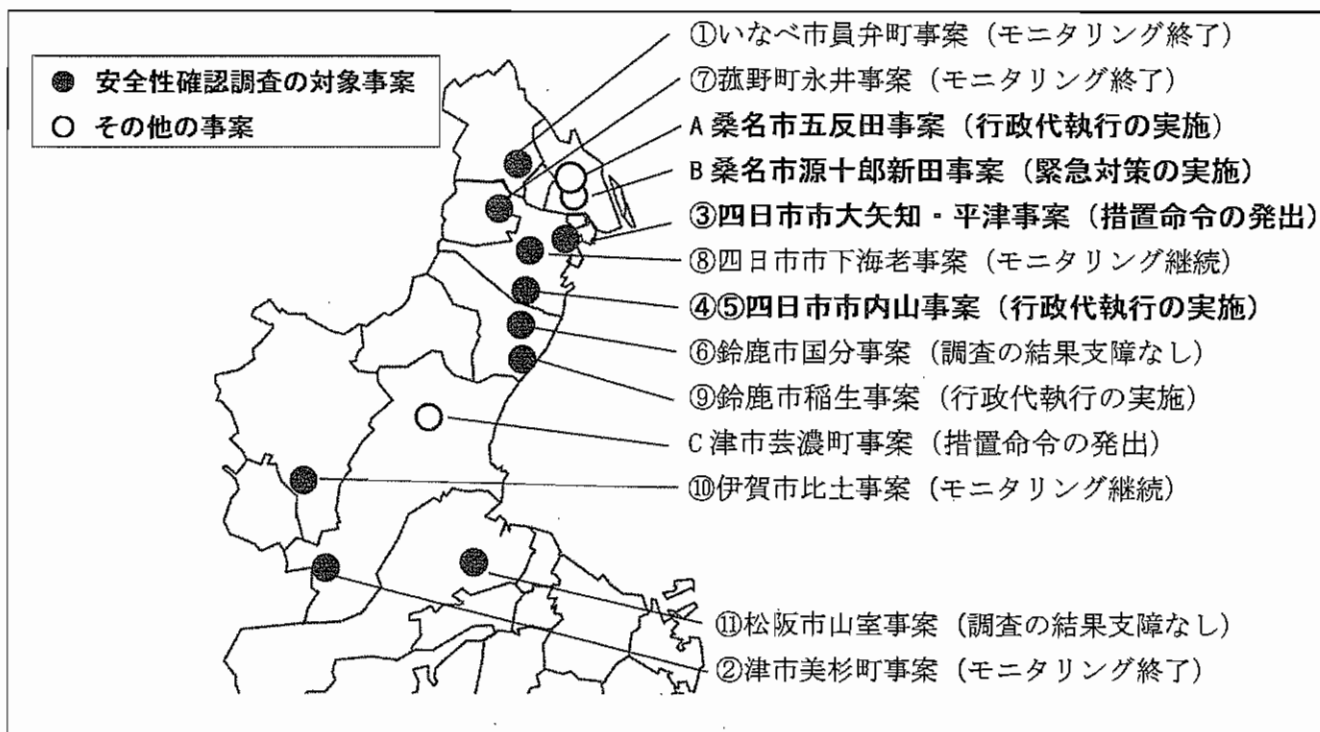 ● 安全性確認調査の対象事案
○ その他の事案
①いなべ市員弁町事案（モニタリング終了）
⑦菰野町永井事案（モニタリング終了）
A 桑名市五反田事案（行政代執行の実施）
B 桑名市源十郎新田事案（緊急対策の実施）
③四日市市大矢知・平津事案（措置命令の発出）
⑧四日市市下海老事案（モニタリング継続）
④⑤四日市市内山事案（行政代執行の実施）
⑥鈴鹿市国分事案（調査の結果支障なし）
⑨鈴鹿市稲生事案（行政代執行の実施）
C 津市芸濃町事案（措置命令の発出）
⑩伊賀市比土事案（モニタリング継続）
⑪松阪市山室事案（調査の結果支障なし）
②津市美杉町事案（モニタリング終了）